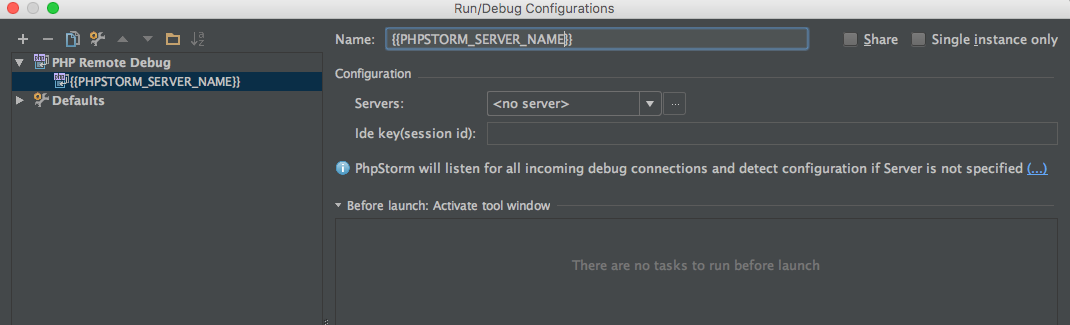 Run/Debug Configurations
Name: {{PHPSTORM_SERVER_NAME}}
Share
Single instance only
PHP Remote Debug
{{PHPSTORM_SERVER_NAME}}
Defaults
Configuration
Servers: <no server> ...
Ide key(session id):
PhpStorm will listen for all incoming debug connections and detect configuration if Server is not specified (...)
Before launch: Activate tool window
There are no tasks to run before launch